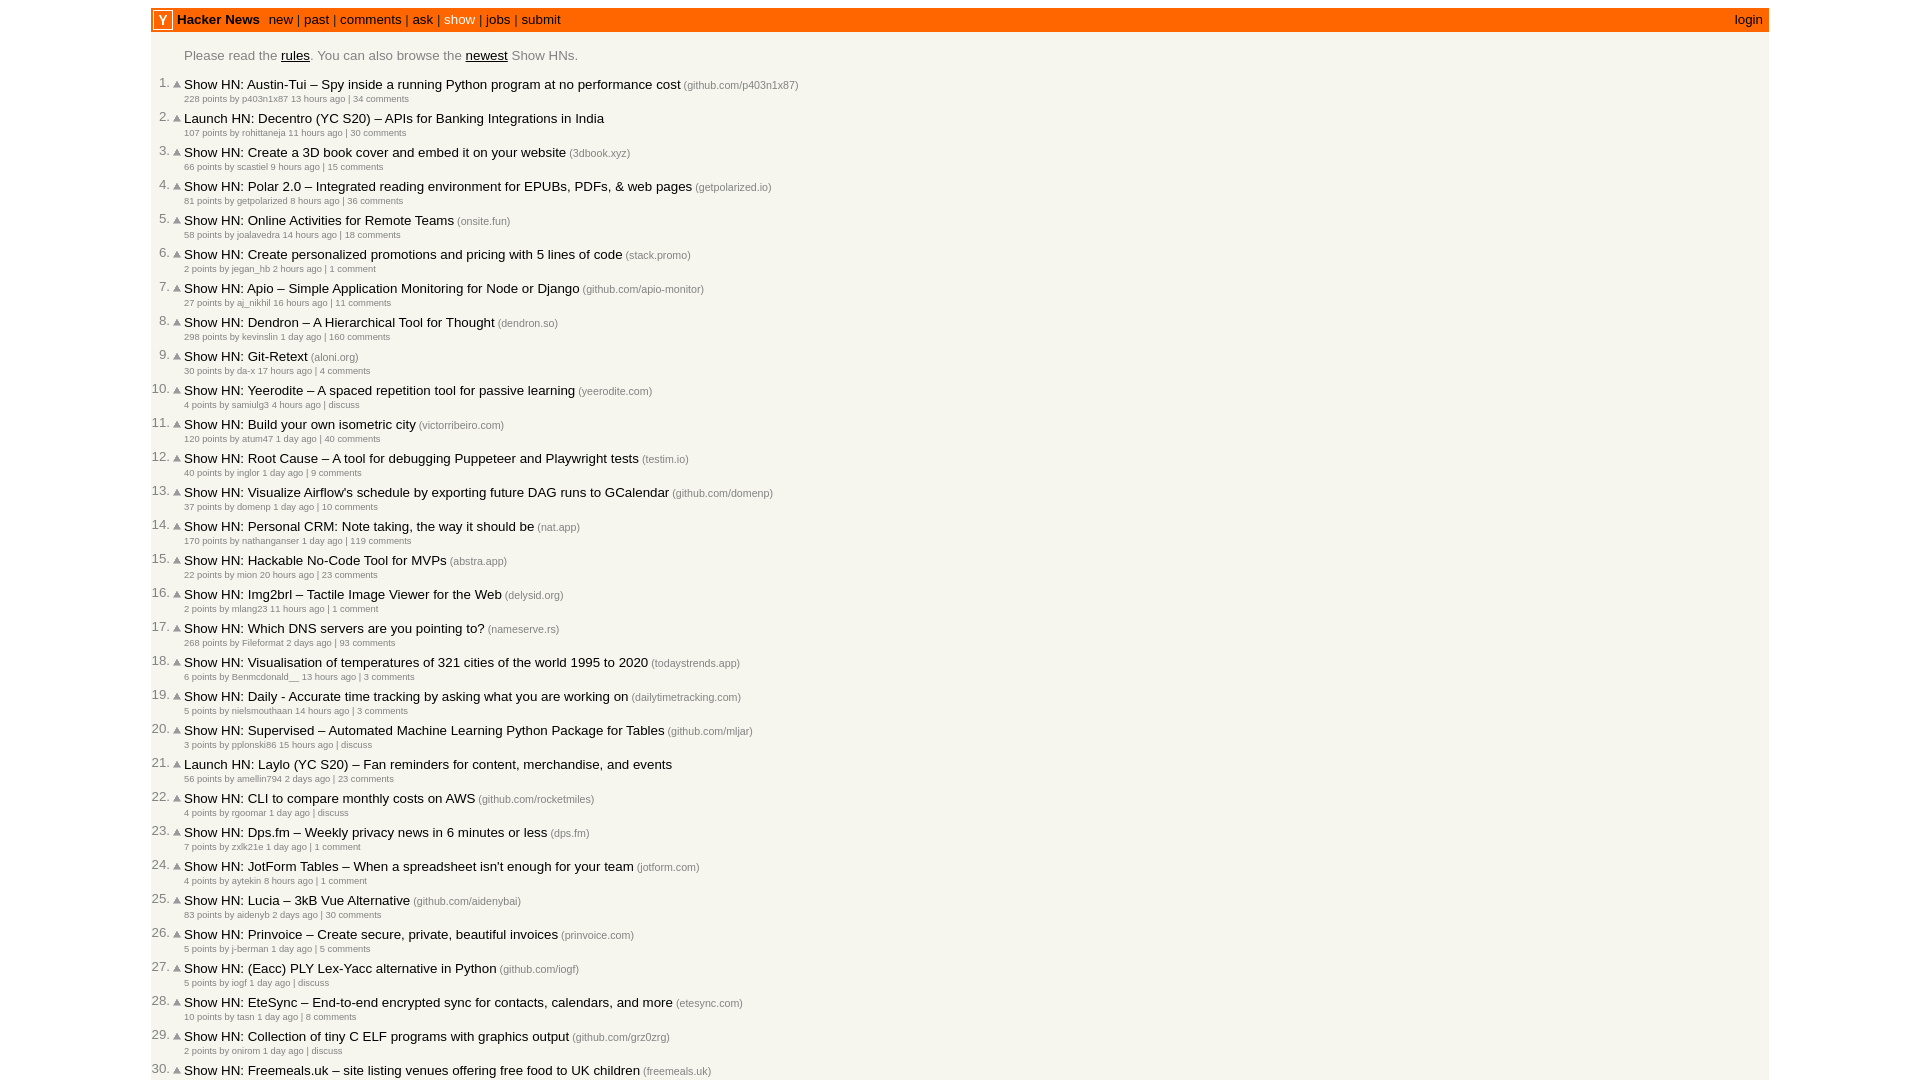 Y Hacker News new | past | comments | ask | show | jobs | submit login
Please read the rules. You can also browse the newest Show HNs.
1. Show HN: Austin-Tui – Spy inside a running Python program at no performance cost (github.com/p403n1x87)
228 points by p403n1x87 13 hours ago | 34 comments
2. Launch HN: Decentro (YC S20) – APIs for Banking Integrations in India
107 points by rohittaneja 11 hours ago | 30 comments
3. Show HN: Create a 3D book cover and embed it on your website (3dbook.xyz)
66 points by scastiel 9 hours ago | 15 comments
4. Show HN: Polar 2.0 – Integrated reading environment for EPUBs, PDFs, & web pages (getpolarized.io)
81 points by getpolarized 8 hours ago | 36 comments
5. Show HN: Online Activities for Remote Teams (onsite.fun)
58 points by joalavedra 14 hours ago | 18 comments
6. Show HN: Create personalized promotions and pricing with 5 lines of code (stack.promo)
2 points by jegan_hb 2 hours ago | 1 comment
7. Show HN: Apio – Simple Application Monitoring for Node or Django (github.com/apio-monitor)
27 points by aj_nikhil 16 hours ago | 11 comments
8. Show HN: Dendron – A Hierarchical Tool for Thought (dendron.so)
298 points by kevinslin 1 day ago | 160 comments
9. Show HN: Git-Retext (aloni.org)
30 points by da-x 17 hours ago | 4 comments
10. Show HN: Yeerodite – A spaced repetition tool for passive learning (yeerodite.com)
4 points by samiulg3 4 hours ago | discuss
11. Show HN: Build your own isometric city (victorribeiro.com)
120 points by atum47 1 day ago | 40 comments
12. Show HN: Root Cause – A tool for debugging Puppeteer and Playwright tests (testim.io)
40 points by inglor 1 day ago | 9 comments
13. Show HN: Visualize Airflow's schedule by exporting future DAG runs to GCalendar (github.com/domenp)
37 points by domenp 1 day ago | 10 comments
14. Show HN: Personal CRM: Note taking, the way it should be (nat.app)
170 points by nathanganser 1 day ago | 119 comments
15. Show HN: Hackable No-Code Tool for MVPs (abstra.app)
22 points by mion 20 hours ago | 23 comments
16. Show HN: Img2brl – Tactile Image Viewer for the Web (delysid.org)
2 points by mlang23 11 hours ago | 1 comment
17. Show HN: Which DNS servers are you pointing to? (nameserve.rs)
268 points by Fileformat 2 days ago | 93 comments
18. Show HN: Visualisation of temperatures of 321 cities of the world 1995 to 2020 (todaystrends.app)
6 points by Benmcdonald__ 13 hours ago | 3 comments
19. Show HN: Daily - Accurate time tracking by asking what you are working on (dailytimetracking.com)
5 points by nielsmouthaan 14 hours ago | 3 comments
20. Show HN: Supervised – Automated Machine Learning Python Package for Tables (github.com/mljar)
3 points by pplonski86 15 hours ago | discuss
21. Launch HN: Laylo (YC S20) – Fan reminders for content, merchandise, and events
56 points by amellin794 2 days ago | 23 comments
22. Show HN: CLI to compare monthly costs on AWS (github.com/rocketmiles)
4 points by rgoomar 1 day ago | discuss
23. Show HN: Dps.fm – Weekly privacy news in 6 minutes or less (dps.fm)
7 points by zxlk21e 1 day ago | 1 comment
24. Show HN: JotForm Tables – When a spreadsheet isn't enough for your team (jotform.com)
4 points by aytekin 8 hours ago | 1 comment
25. Show HN: Lucia – 3kB Vue Alternative (github.com/aidenybai)
83 points by aidenyb 2 days ago | 30 comments
26. Show HN: Prinvoice – Create secure, private, beautiful invoices (prinvoice.com)
5 points by j-berman 1 day ago | 5 comments
27. Show HN: (Eacc) PLY Lex-Yacc alternative in Python (github.com/iogf)
5 points by iogf 1 day ago | discuss
28. Show HN: EteSync – End-to-end encrypted sync for contacts, calendars, and more (etesync.com)
10 points by tasn 1 day ago | 8 comments
29. Show HN: Collection of tiny C ELF programs with graphics output (github.com/grz0zrg)
2 points by onirom 1 day ago | discuss
30. Show HN: Freemeals.uk – site listing venues offering free food to UK children (freemeals.uk)